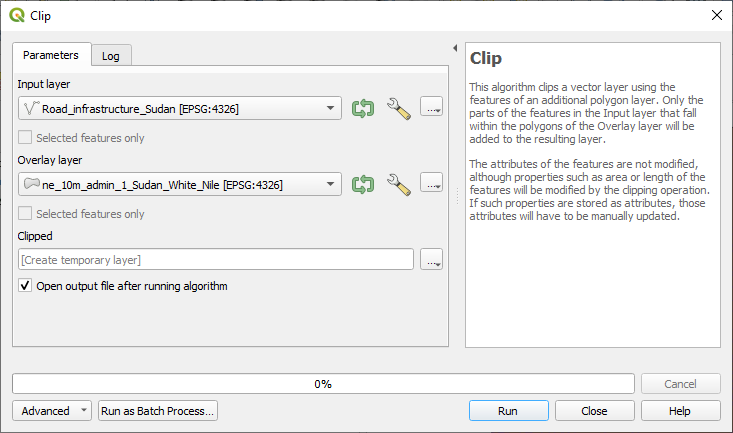 Clip
Parameters
Log
Input layer
Road_infrastructure_Sudan [EPSG:4326]
...
Selected features only
Overlay layer
ne_10m_admin_1_Sudan_White_Nile [EPSG:4326]
...
Selected features only
Clipped
[Create temporary layer]
...
Open output file after running algorithm
Clip
This algorithm clips a vector layer using the
features of an additional polygon layer. Only the
parts of the features in the Input layer that fall
within the polygons of the Overlay layer will be
added to the resulting layer.
The attributes of the features are not modified,
although properties such as area or length of the
features will be modified by the clipping operation.
If such properties are stored as attributes, those
attributes will have to be manually updated.
0%
Cancel
Advanced
Run as Batch Process...
Run
Close
Help